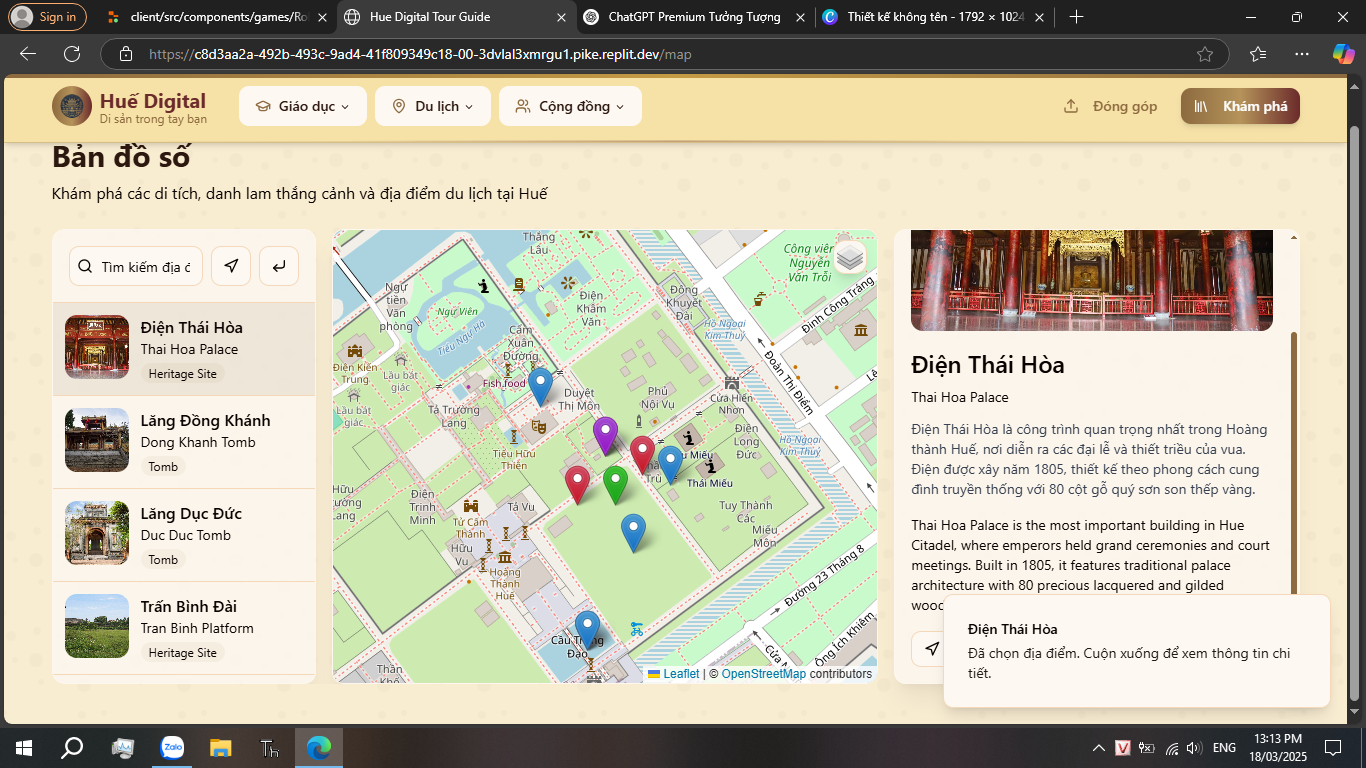 Sign in
client/src/components/games/Ro
Hue Digital Tour Guide
ChatGPT Premium Tưởng Tượng
Thiết kế không tên - 1792 × 1024
https://c8d3aa2a-492b-493c-9ad4-41f809349c18-00-3dvlal3xmrgu1.pike.replit.dev/map
Huế Digital
Di sản trong tay bạn
Giáo dục
Du lịch
Cộng đồng
Đóng góp
Khám phá
Bản đồ số
Khám phá các di tích, danh lam thắng cảnh và địa điểm du lịch tại Huế
Tìm kiếm địa
Điện Thái Hòa
Thai Hoa Palace
Heritage Site
Lăng Đồng Khánh
Dong Khanh Tomb
Tomb
Lăng Dục Đức
Duc Duc Tomb
Tomb
Trấn Bình Đài
Tran Binh Platform
Heritage Site
Thắng
Lâu
Công viên
Nguyễn
Văn Trỗi
Ngự
tiền
Văn
phòng
Ngự Viên
Tiểu Ngự Hà
Điện
Khâm
Văn
Đông
Khuyết
Đài
Đinh Công Tráng
Hồ Ngoại
Kim Thuỷ
Cẩm
Xuân
Đường
Điện Kiến
Trung
Lầu bát
giác
Lầu bát
giác
Fish food
Duyệt
Thị Môn
Phủ
Nội Vụ
Đoàn Thị Điểm
Lê
Tả Trường
Lang
Cửa Hiển
Nhơn
Tiểu Hữu
Thiên
Điện
Long
Đức
Hồ Ngoại
Kim Thuỷ
u Miếu
Trù
Thái Miếu
Hữu
ường
Lang
Điện
Trinh
Minh
Tả Vu
Tử Cấm
Thành
Hữu
Vu
Tuy Thành
Các
Miếu
Môn
Hoàng
Thành
Huế
Đường 23 Tháng 8
Ông Ích Khiêm
Cửa
Thần
Leaflet | © OpenStreetMap contributors
Điện Thái Hòa
Thai Hoa Palace
Điện Thái Hòa là công trình quan trọng nhất trong Hoàng
thành Huế, nơi diễn ra các đại lễ và thiết triều của vua.
Điện được xây năm 1805, thiết kế theo phong cách cung
đình truyền thống với 80 cột gỗ quý sơn son thếp vàng.
Thai Hoa Palace is the most important building in Hue
Citadel, where emperors held grand ceremonies and court
meetings. Built in 1805, it features traditional palace
architecture with 80 precious lacquered and gilded
wood
Điện Thái Hòa
Đã chọn địa điểm. Cuộn xuống để xem thông tin chi
tiết.
Zalo
Th
V
ENG
13:13 PM
18/03/2025